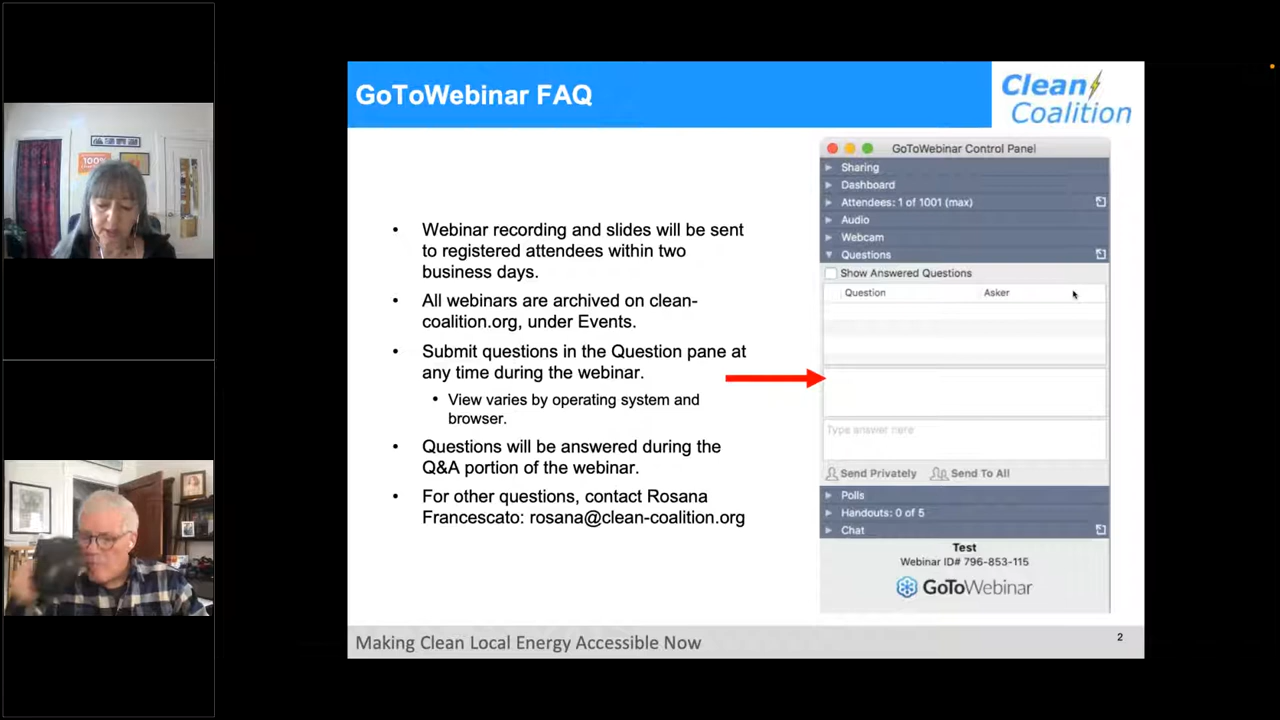 100%
GoToWebinar FAQ
Clean
Coalition
• Webinar recording and slides will be sent
to registered attendees within two
business days.
• All webinars are archived on clean-
coalition.org, under Events.
• Submit questions in the Question pane at
any time during the webinar.
• View varies by operating system and
browser.
• Questions will be answered during the
Q&A portion of the webinar.
• For other questions, contact Rosana
Francescato: rosana@clean-coalition.org
GoToWebinar Control Panel
Sharing
Dashboard
Attendees: 1 of 1001 (max)
Audio
Webcam
Questions
Show Answered Questions
Question Asker
Type answer here
Send Privately Send To All
Polls
Handouts: 0 of 5
Chat
Test
Webinar ID# 796-853-115
GoToWebinar
Making Clean Local Energy Accessible Now
2